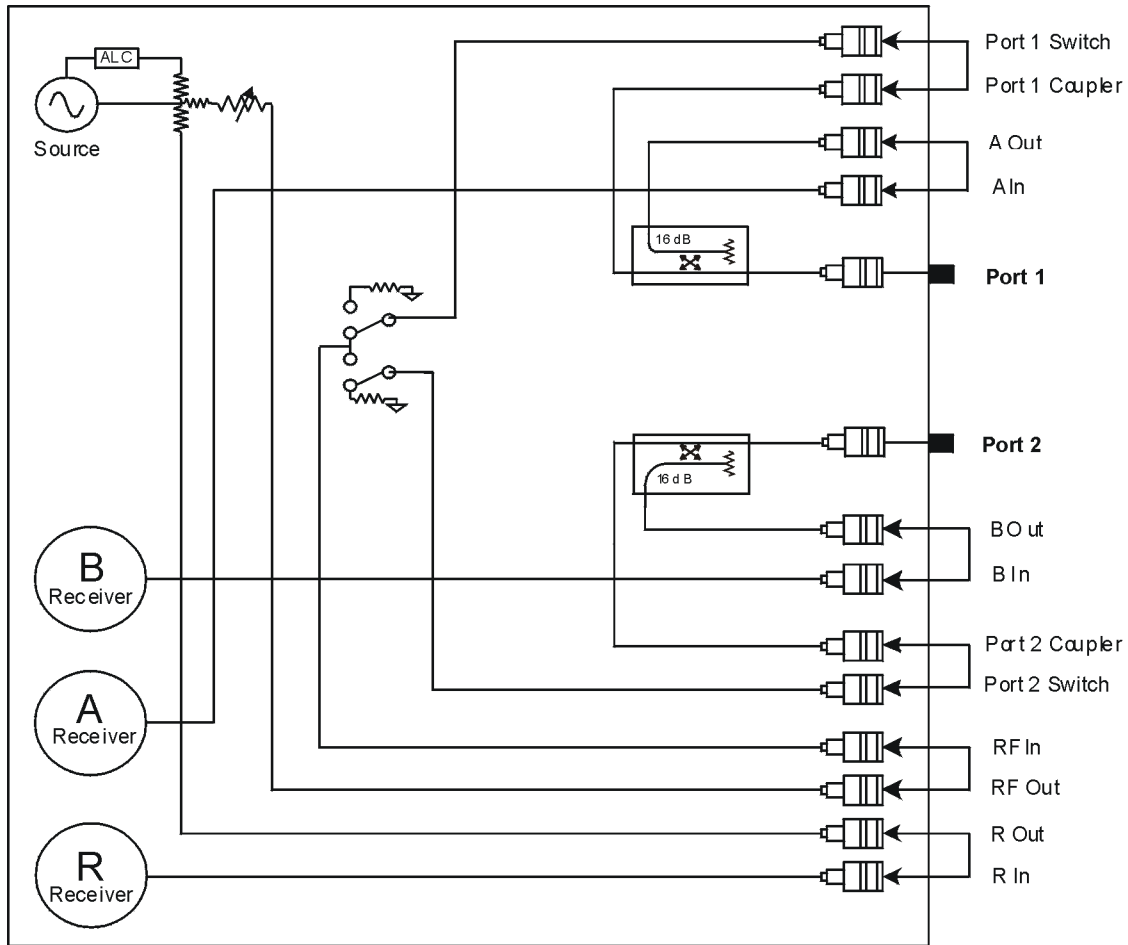 ALC
Source
Port 1 Switch
Port 1 Coupler
A Out
A In
16 dB
Port 1
Port 2
16 dB
B Out
B In
B
Receiver
Port 2 Coupler
Port 2 Switch
A
Receiver
RF In
RF Out
R Out
R In
R
Receiver